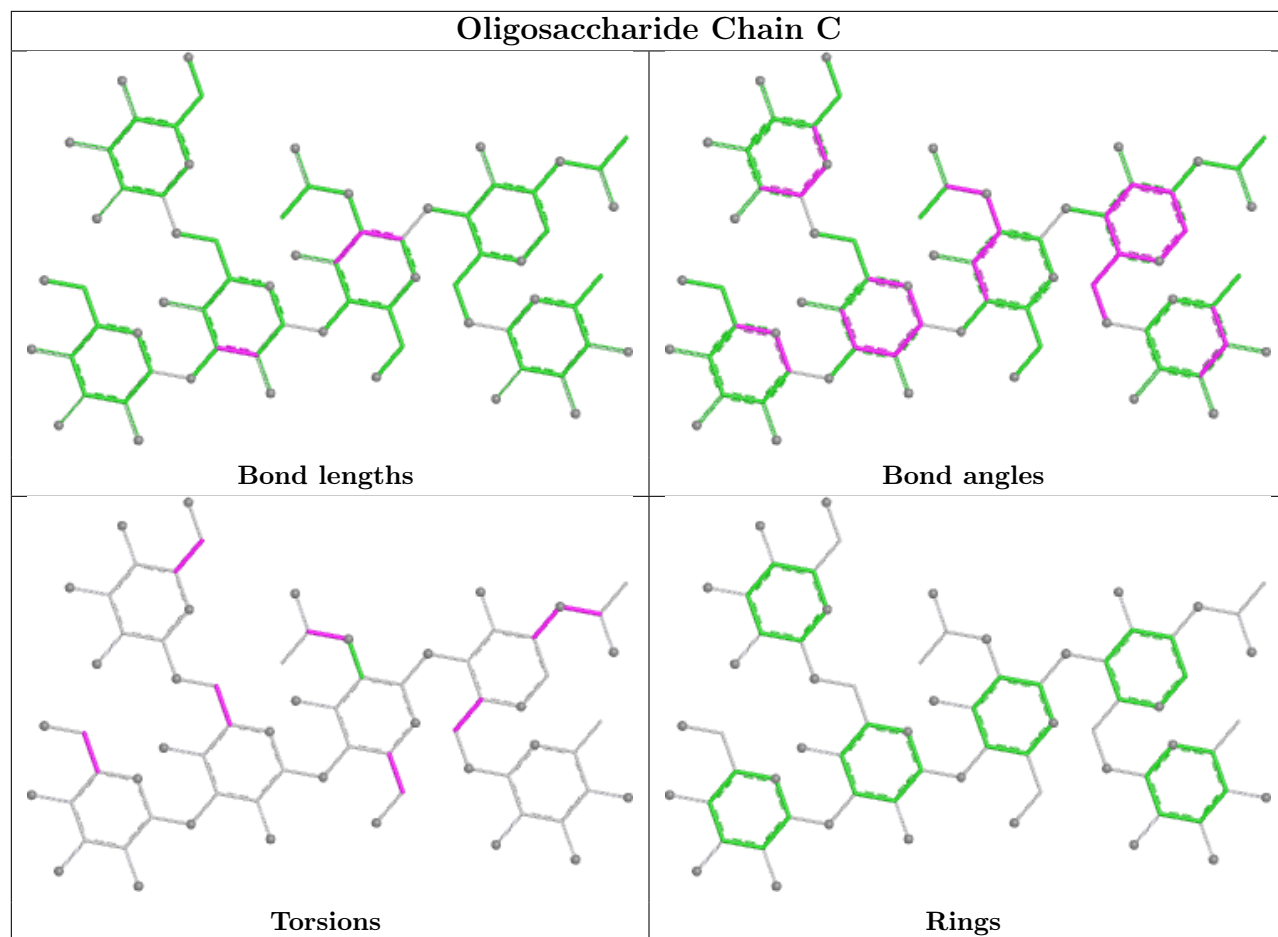 Oligosaccharide Chain C
Bond lengths
Bond angles
Torsions
Rings